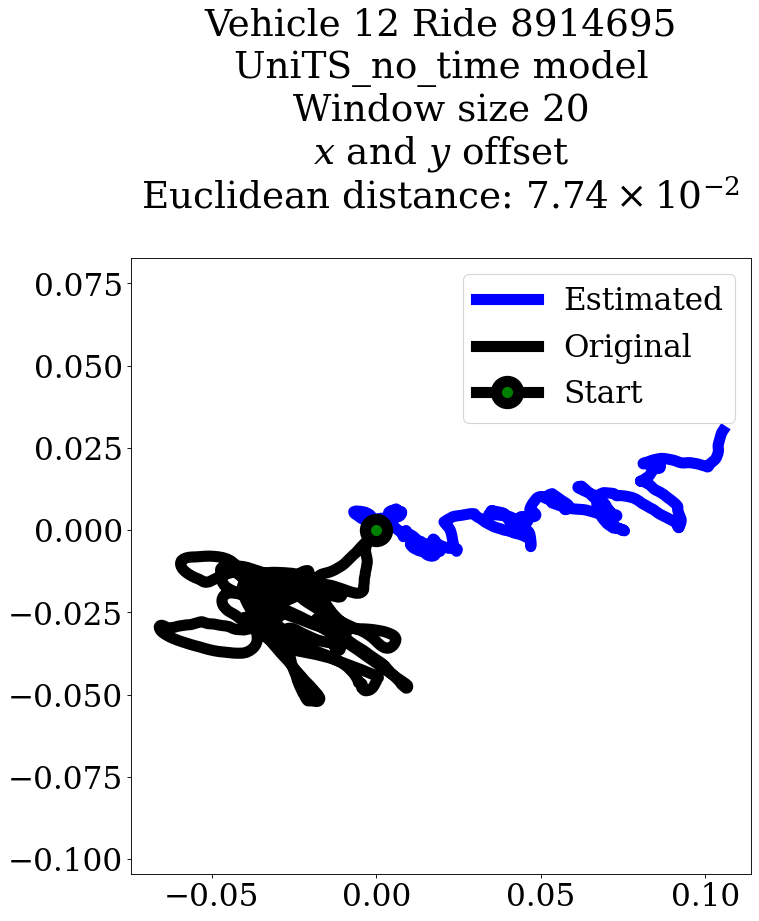 Vehicle 12 Ride 8914695
UniTS_no_time model
Window size 20
x and y offset
Euclidean distance: 7.74 × 10⁻²
Estimated
Original
Start
0.075
0.050
0.025
0.000
−0.025
−0.050
−0.075
−0.100
−0.05 0.00 0.05 0.10